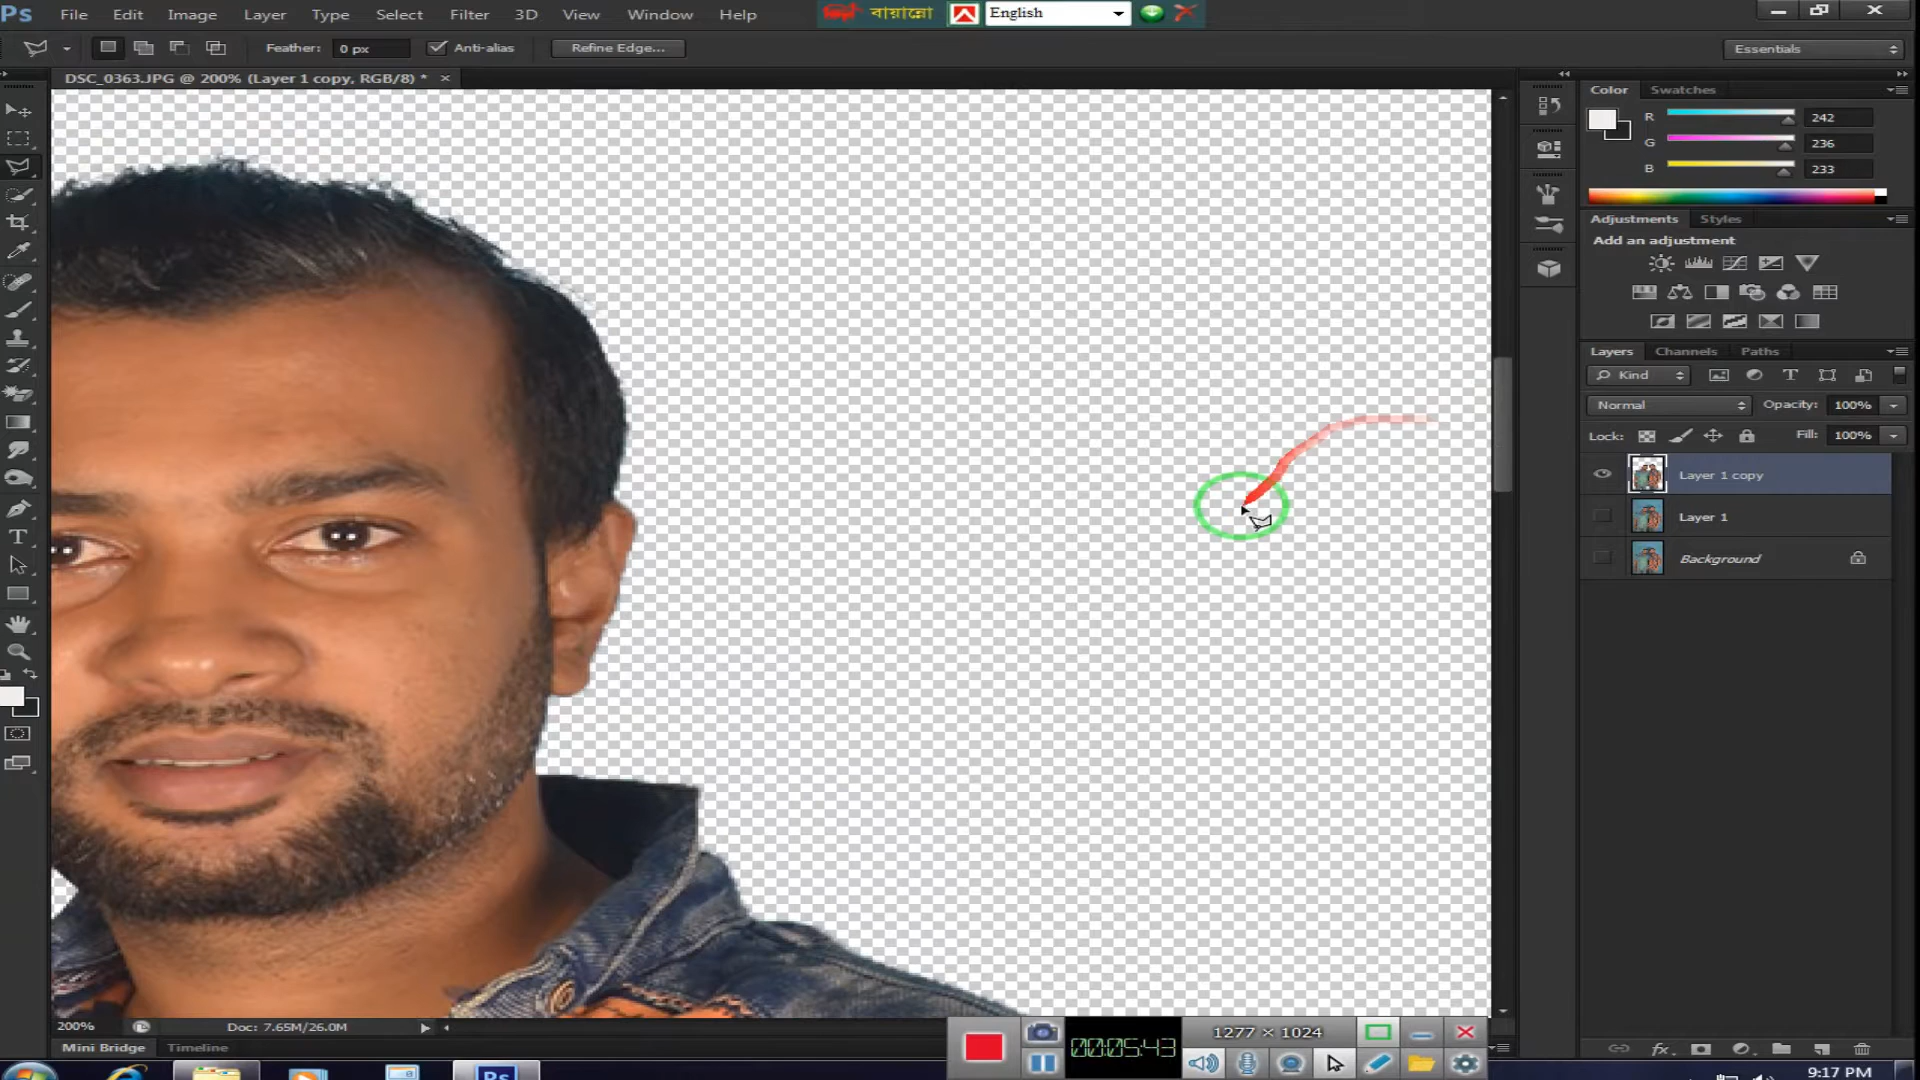 Ps File Edit Image Layer Type Select Filter 3D View Window Help
বায়ান্নো English
Feather: 0 px Anti-alias Refine Edge... Essentials
DSC_0363.JPG @ 200% (Layer 1 copy, RGB/8) * ×
Color Swatches
R 242
G 236
B 233
Adjustments Styles
Add an adjustment
Layers Channels Paths
Kind
Normal Opacity: 100%
Lock: Fill: 100%
Layer 1 copy
Layer 1
Background
200% Doc: 7.65M/26.0M
1277 × 1024
00:05:43
Mini Bridge Timeline
Ps
9:17 PM